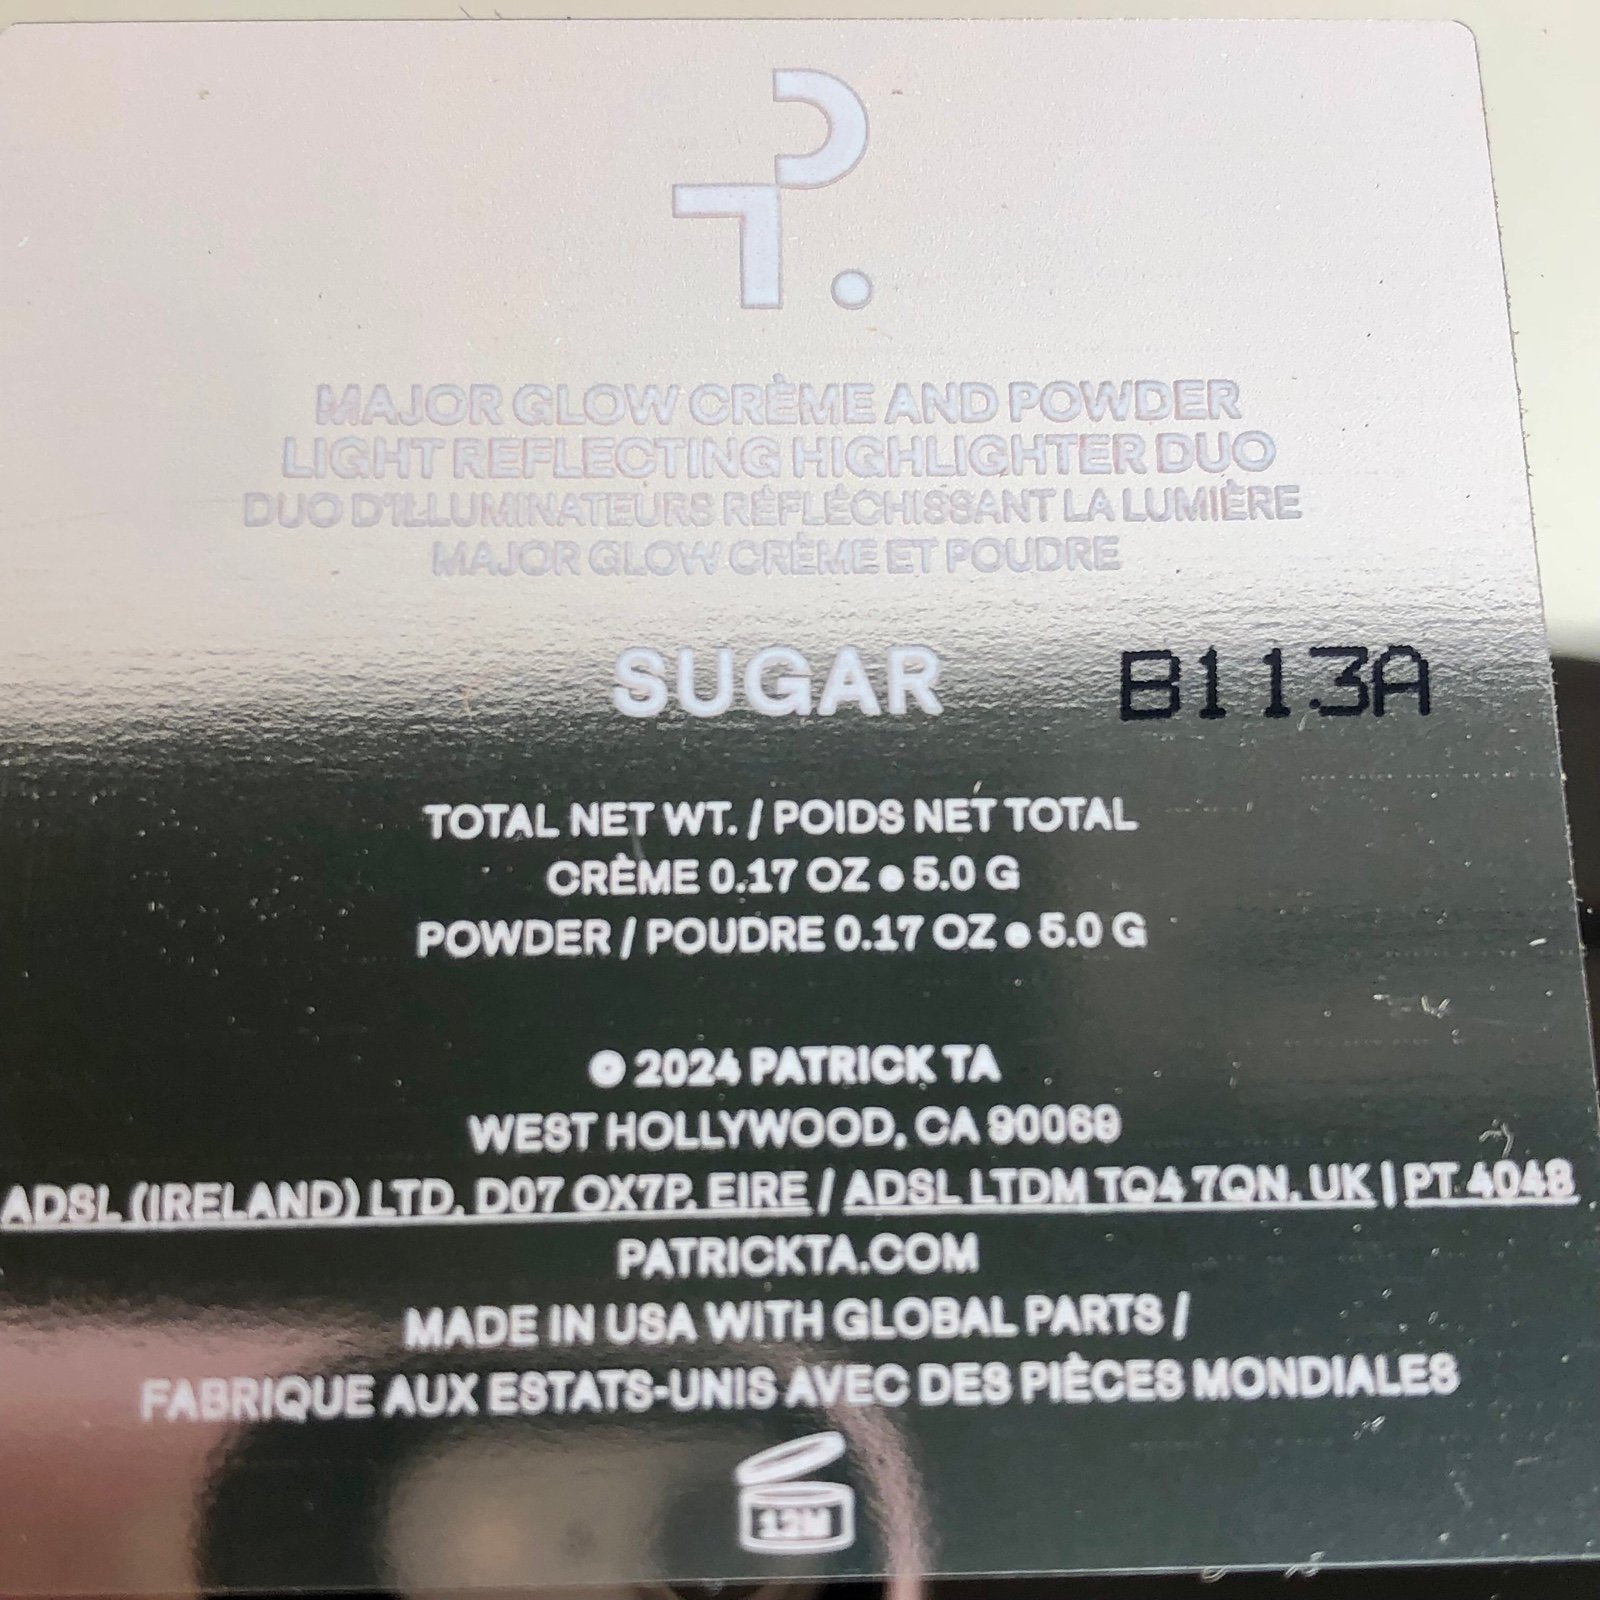 PT.
MAJOR GLOW CRÈME AND POWDER
LIGHT REFLECTING HIGHLIGHTER DUO
DUO D'ILLUMINATEURS RÉFLÉCHISSANT LA LUMIÈRE
MAJOR GLOW CRÈME ET POUDRE
SUGAR B113A
TOTAL NET WT. / POIDS NET TOTAL
CRÈME 0.17 OZ ℮ 5.0 G
POWDER / POUDRE 0.17 OZ ℮ 5.0 G
© 2024 PATRICK TA
WEST HOLLYWOOD, CA 90069
ADSL (IRELAND) LTD, D07 OX7P, EIRE / ADSL LTDM TQ4 7QN, UK | PT 4048
PATRICKTA.COM
MADE IN USA WITH GLOBAL PARTS /
FABRIQUE AUX ESTATS-UNIS AVEC DES PIÈCES MONDIALES
12M